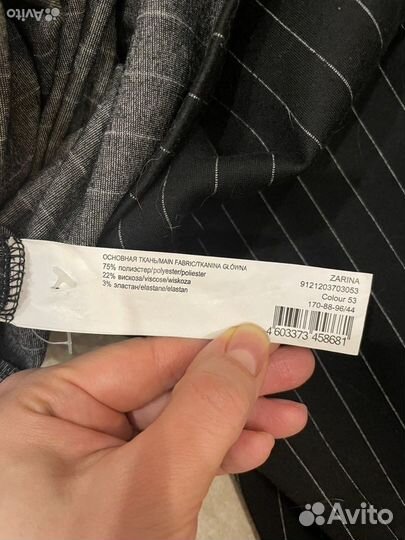 Avito
ОСНОВНАЯ ТКАНЬ/MAIN FABRIC/TKANINA GŁÓWNA
75% полиэстер/polyester/poliester
22% вискоза/viscose/wiskoza
3% эластан/elastane/elastan
ZARINA
9121203703053
Colour 53
170-88-96/44
4 603373 458681
Avito